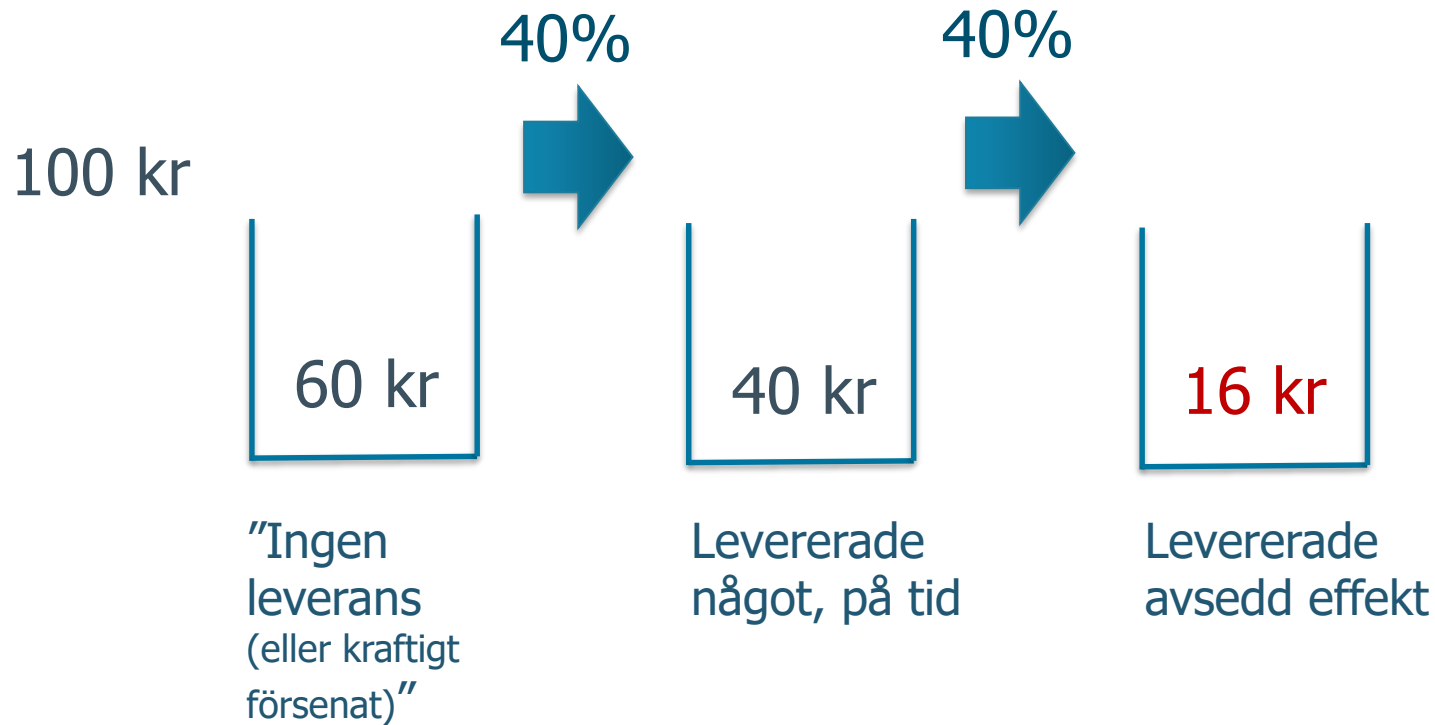 40%
40%
100 kr
60 kr
40 kr
16 kr
”Ingen
leverans
(eller kraftigt
försenat)”
Levererade
något, på tid
Levererade
avsedd effekt